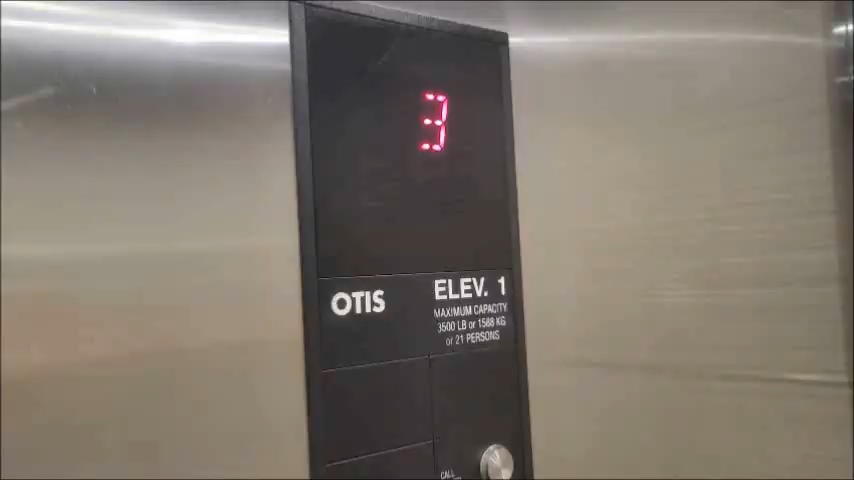 3
OTIS
ELEV. 1
MAXIMUM CAPACITY
3500 LB or 1588 KG
or 21 PERSONS
CALL